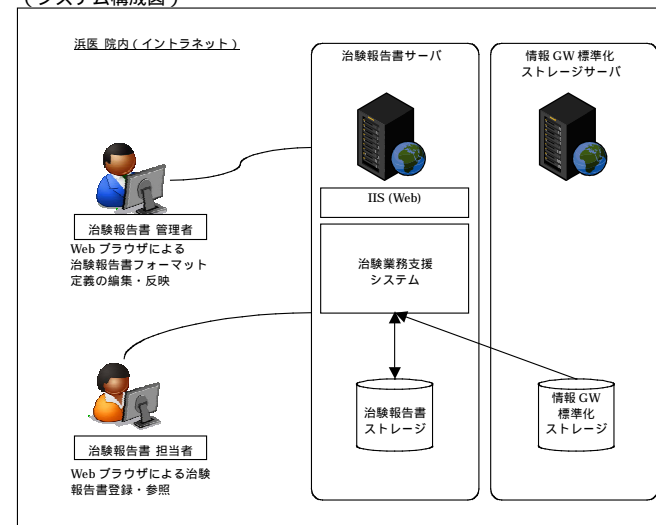 (システム構成図)
浜医 院内(イントラネット)
治験報告書サーバ
情報 GW 標準化
ストレージサーバ
IIS (Web)
治験報告書 管理者
Web ブラウザによる
治験報告書フォーマット
定義の編集・反映
治験業務支援
システム
治験報告書
ストレージ
情報 GW
標準化
ストレージ
治験報告書 担当者
Web ブラウザによる治験
報告書登録・参照